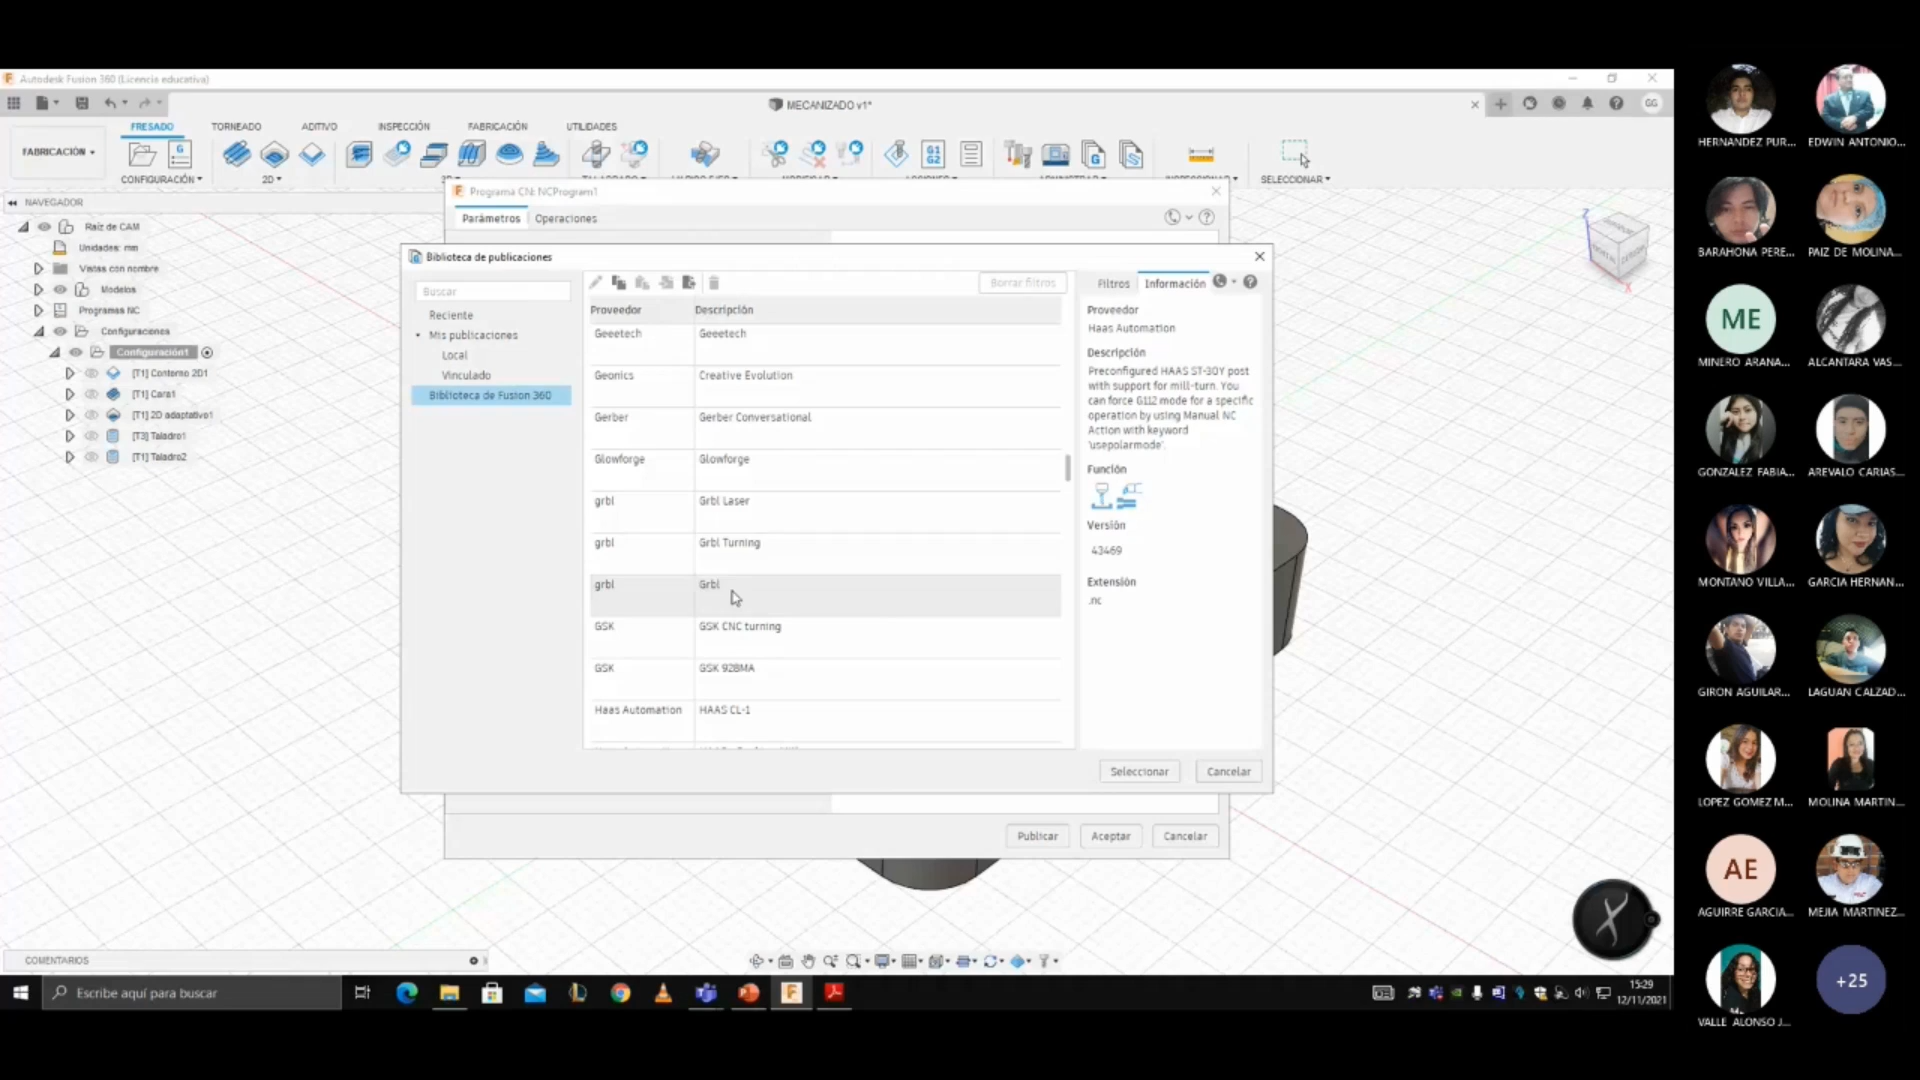 Autodesk Fusion 360 (Licencia educativa)
MECANIZADO v1*
GG
FABRICACIÓN
FRESADO
TORNEADO
ADITIVO
INSPECCIÓN
FABRICACIÓN
UTILIDADES
CONFIGURACIÓN
2D
SELECCIONAR
NAVEGADOR
Raíz de CAM
Unidades: mm
Vistas con nombre
Modelos
Programas NC
Configuraciones
Configuración1
[T1] Contorno 2D1
[T1] Cara1
[T1] 2D adaptativo1
[T3] Taladro1
[T1] Taladro2
Programa CN: NCProgram1
Parámetros
Operaciones
Biblioteca de publicaciones
Buscar
Reciente
Mis publicaciones
Local
Vinculado
Biblioteca de Fusion 360
Borrar filtros
Proveedor Descripción
Geeetech Geeetech
Geonics Creative Evolution
Gerber Gerber Conversational
Glowforge Glowforge
grbl Grbl Laser
grbl Grbl Turning
grbl Grbl
GSK GSK CNC turning
GSK GSK 928MA
Haas Automation HAAS CL-1
Filtros
Información
Proveedor
Haas Automation
Descripción
Preconfigured HAAS ST-30Y post
with support for mill-turn. You
can force G112 mode for a specific
operation by using Manual NC
Action with keyword
'usepolarmode'.
Función
Versión
43469
Extensión
.nc
Seleccionar
Cancelar
Publicar
Aceptar
Cancelar
COMENTARIOS
Escribe aquí para buscar
15:29
12/11/2021
HERNANDEZ PUR...
EDWIN ANTONIO...
BARAHONA PERE...
PAIZ DE MOLINA...
ME
MINERO ARANA...
ALCANTARA VAS...
GONZALEZ FABIA...
AREVALO CARIAS...
MONTANO VILLA...
GARCIA HERNAN...
GIRON AGUILAR...
LAGUAN CALZAD...
LOPEZ GOMEZ M...
MOLINA MARTIN...
AE
AGUIRRE GARCIA...
MEJIA MARTINEZ...
VALLE ALONSO J...
+25